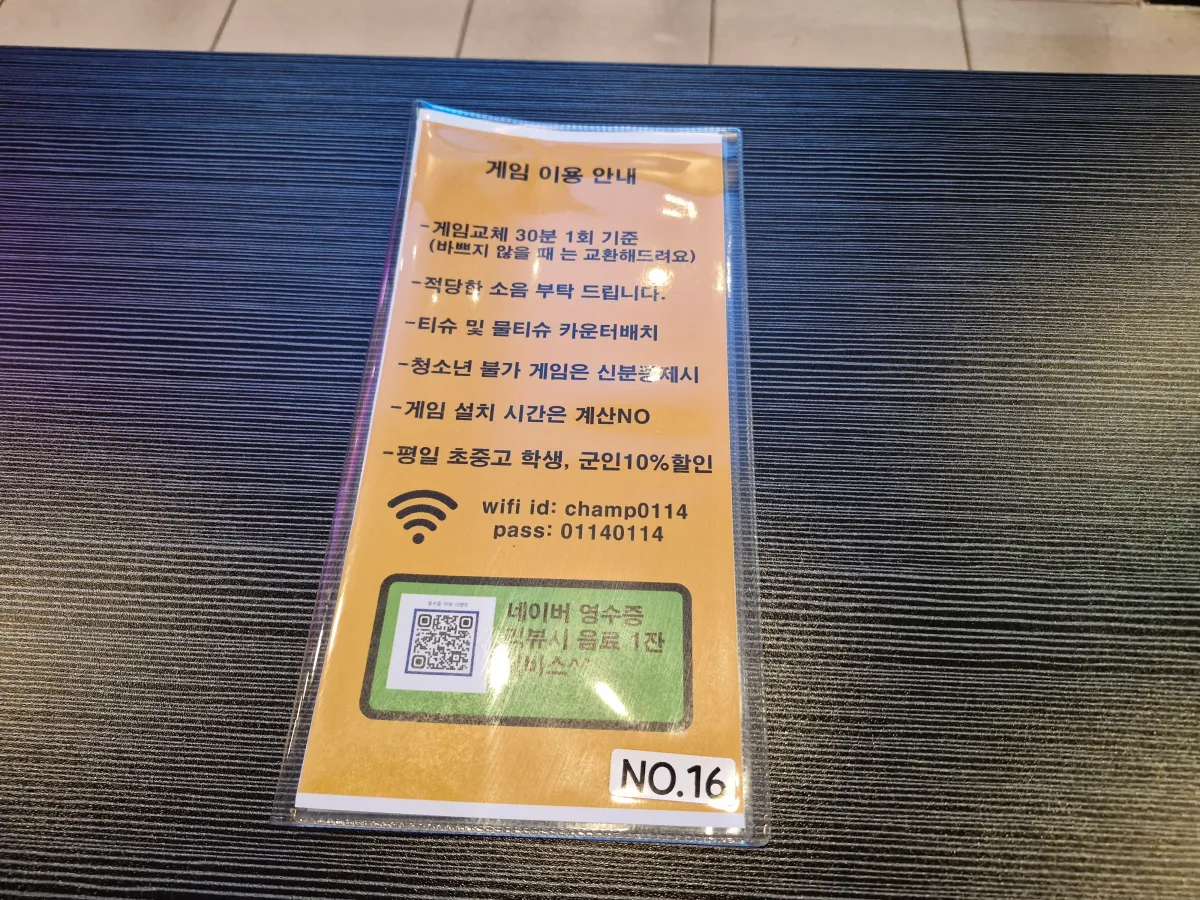 게임 이용 안내
-게임교체 30분 1회 기준
(바쁘지 않을 때 는 교환해드려요)
-적당한 소음 부탁 드립니다.
-티슈 및 물티슈 카운터배치
-청소년 불가 게임은 신분증제시
-게임 설치 시간은 계산NO
-평일 초중고 학생, 군인10%할인
wifi id: champ0114
pass: 01140114
네이버 영수증
리뷰시 음료 1잔
NO.16